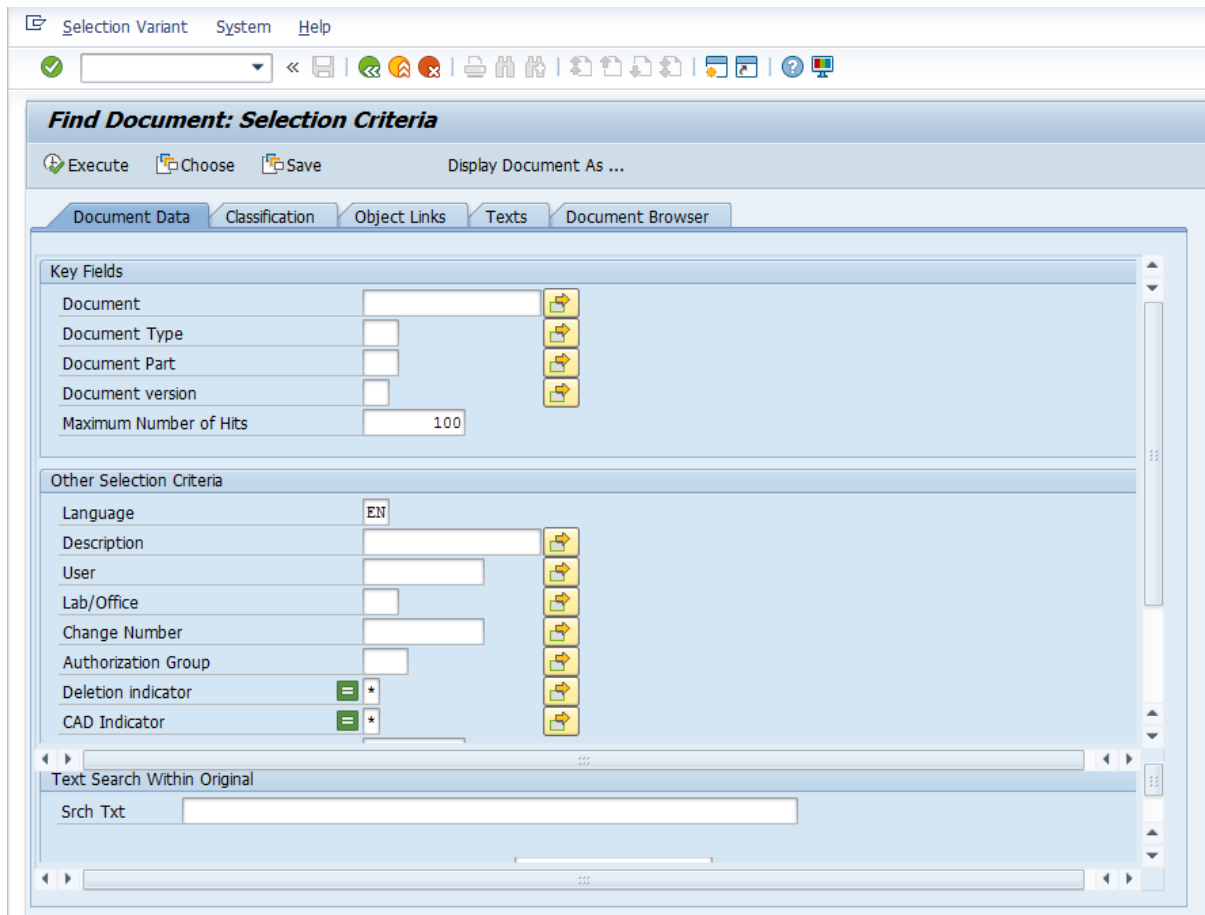 Selection Variant System Help
Find Document: Selection Criteria
Execute Choose Save Display Document As ...
Document Data Classification Object Links Texts Document Browser
Key Fields
Document
Document Type
Document Part
Document version
Maximum Number of Hits 100
Other Selection Criteria
Language EN
Description
User
Lab/Office
Change Number
Authorization Group
Deletion indicator = *
CAD Indicator = *
Text Search Within Original
Srch Txt